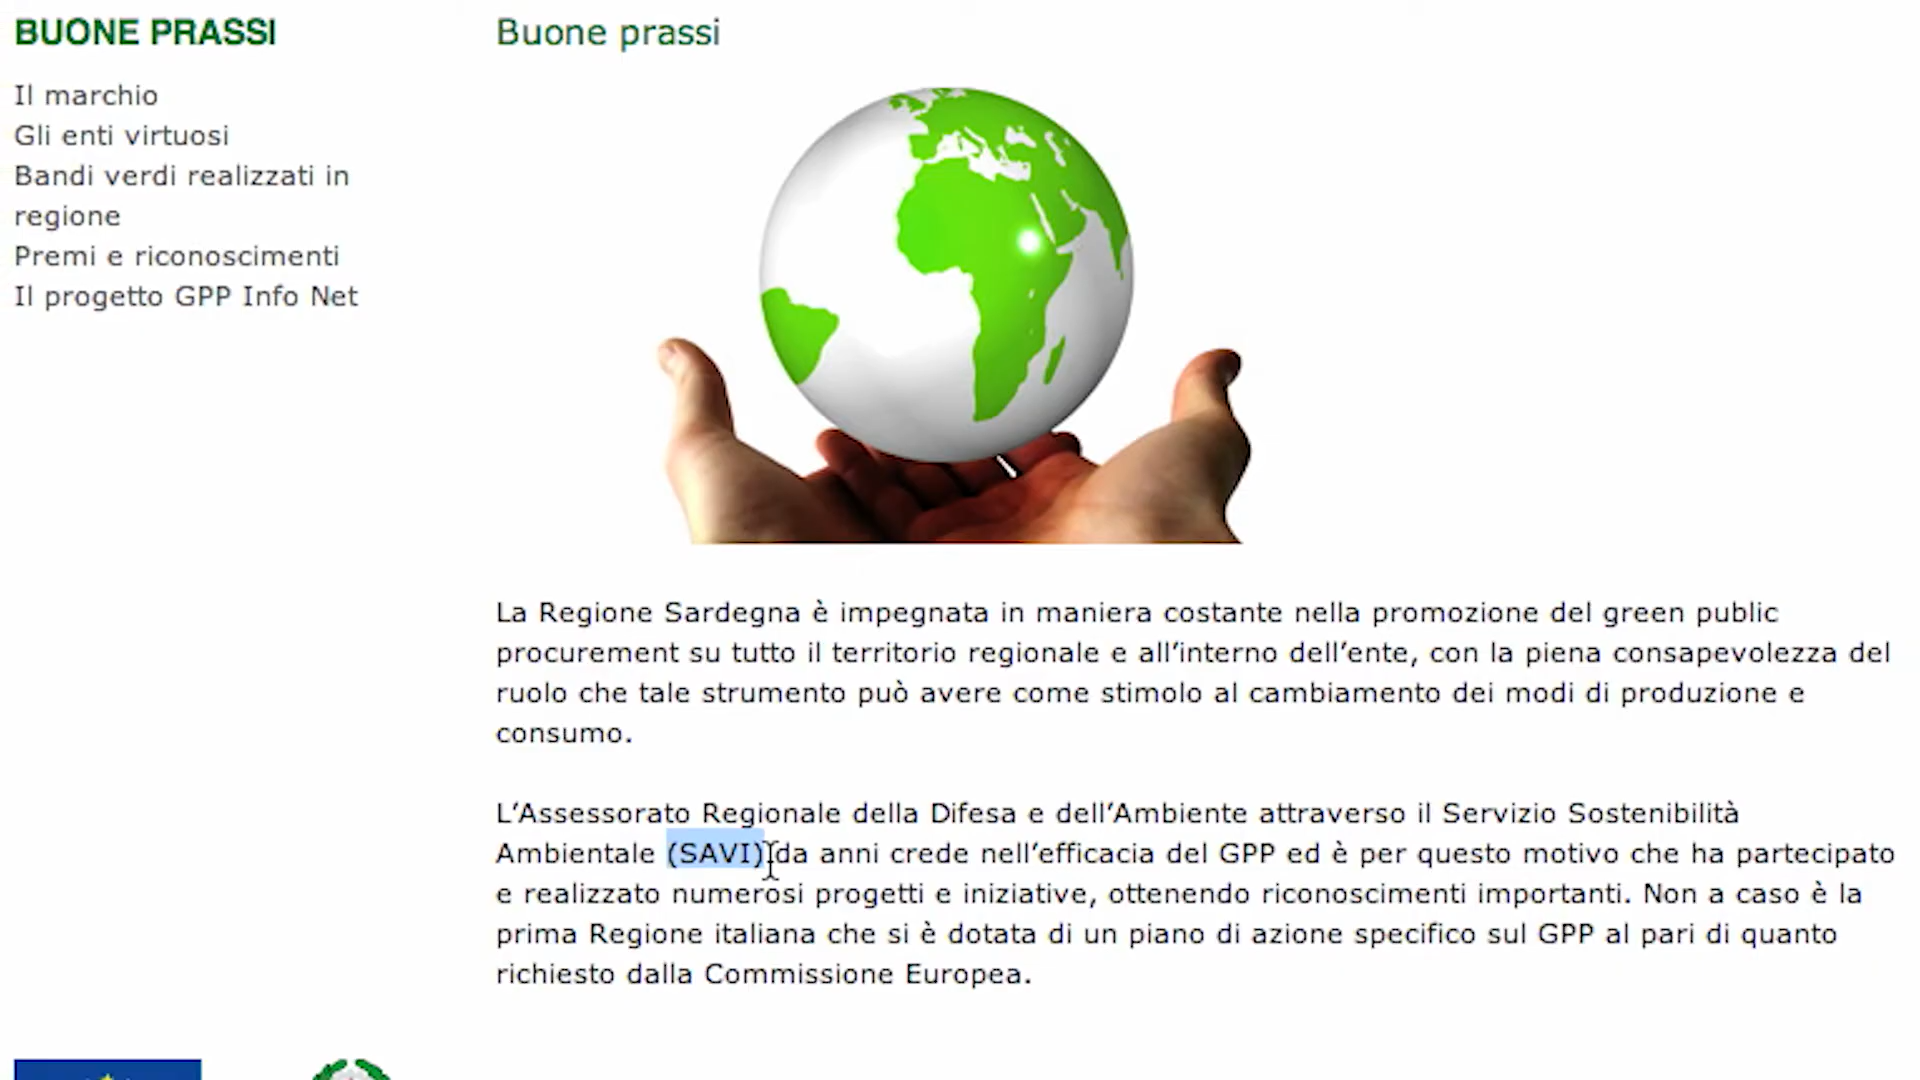 BUONE PRASSI
Il marchio
Gli enti virtuosi
Bandi verdi realizzati in
regione
Premi e riconoscimenti
Il progetto GPP Info Net
Buone prassi
La Regione Sardegna è impegnata in maniera costante nella promozione del green public
procurement su tutto il territorio regionale e all’interno dell’ente, con la piena consapevolezza del
ruolo che tale strumento può avere come stimolo al cambiamento dei modi di produzione e
consumo.
L’Assessorato Regionale della Difesa e dell’Ambiente attraverso il Servizio Sostenibilità
Ambientale (SAVI) da anni crede nell’efficacia del GPP ed è per questo motivo che ha partecipato
e realizzato numerosi progetti e iniziative, ottenendo riconoscimenti importanti. Non a caso è la
prima Regione italiana che si è dotata di un piano di azione specifico sul GPP al pari di quanto
richiesto dalla Commissione Europea.